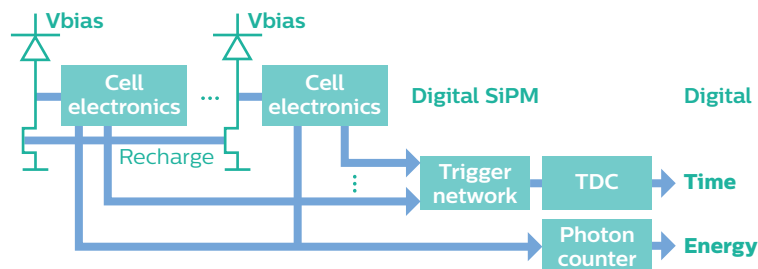 Vbias
Vbias
Cell
electronics
...
Cell
electronics
Digital SiPM
Digital
Recharge
...
Trigger
network
TDC
Time
Photon
counter
Energy